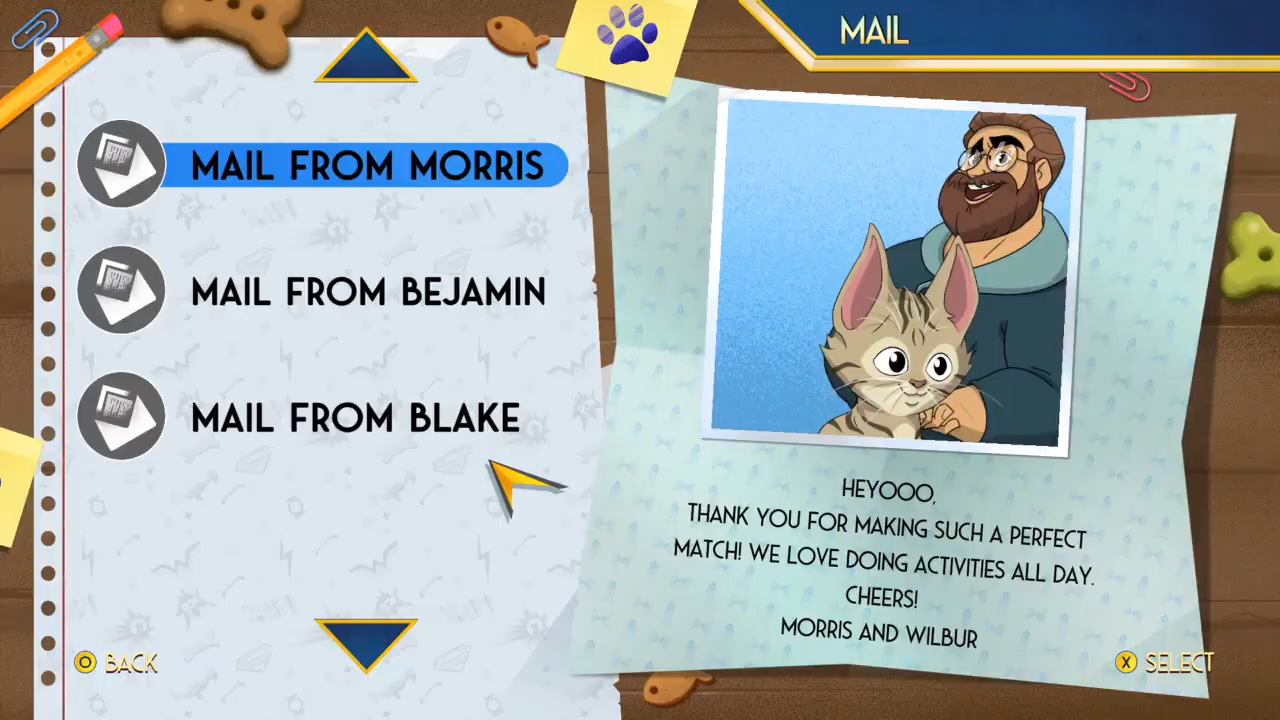 MAIL
MAIL FROM MORRIS
MAIL FROM BEJAMIN
MAIL FROM BLAKE
HEYOOO,
THANK YOU FOR MAKING SUCH A PERFECT
MATCH! WE LOVE DOING ACTIVITIES ALL DAY.
CHEERS!
MORRIS AND WILBUR
BACK
X SELECT